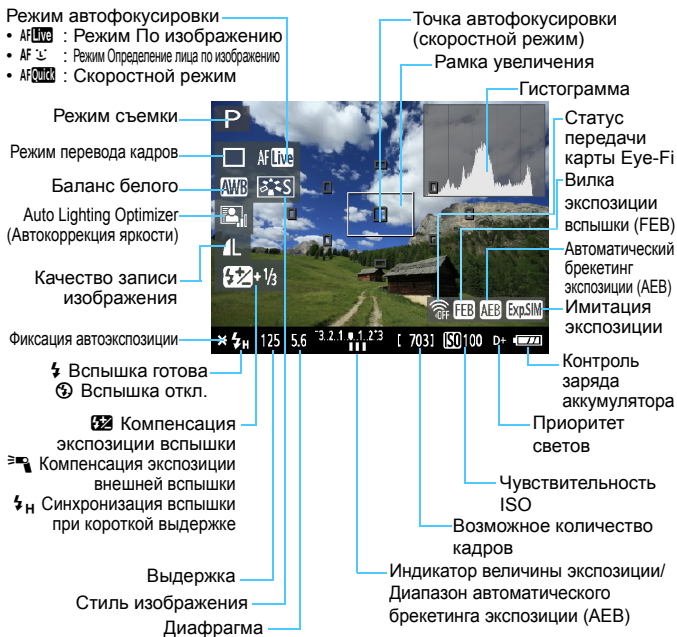 Режим автофокусировки
• AF Live : Режим По изображению
• AF : Режим Определение лица по изображению
• AF Quick : Скоростной режим
Режим съемки
Режим перевода кадров
Баланс белого
Auto Lighting Optimizer
(Автокоррекция яркости)
Качество записи
изображения
Фиксация автоэкспозиции
Вспышка готова
Вспышка откл.
Компенсация
экспозиции вспышки
Компенсация экспозиции
внешней вспышки
H Синхронизация вспышки
при короткой выдержке
Выдержка
Стиль изображения
Диафрагма
P
AF Live
AWB
S
L
+1/3
OFF FEB AEB Exp.SIM
H 125 5.6 -3..2..1..0..1..2..+3 [ 703] ISO 100 D+
Точка автофокусировки
(скоростной режим)
Рамка увеличения
Гистограмма
Статус
передачи
карты Eye-Fi
Вилка
экспозиции
вспышки (FEB)
Автоматический
брекетинг
экспозиции (AEB)
Имитация
экспозиции
Контроль
заряда
аккумулятора
Приоритет
светов
Чувствительность
ISO
Возможное количество
кадров
Индикатор величины экспозиции/
Диапазон автоматического
брекетинга экспозиции (AEB)